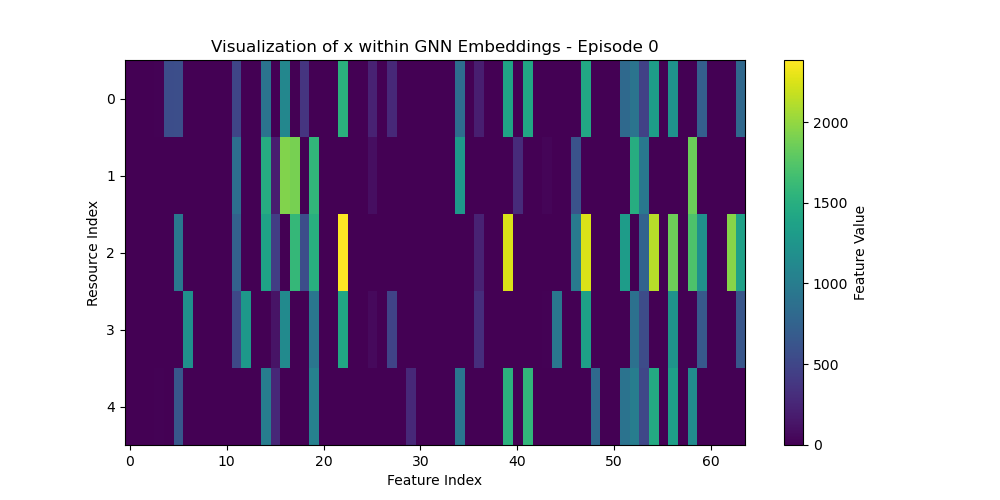 Visualization of x within GNN Embeddings - Episode 0
Resource Index
0
1
2
3
4
0 10 20 30 40 50 60
Feature Index
2000
1500
1000
500
0
Feature Value